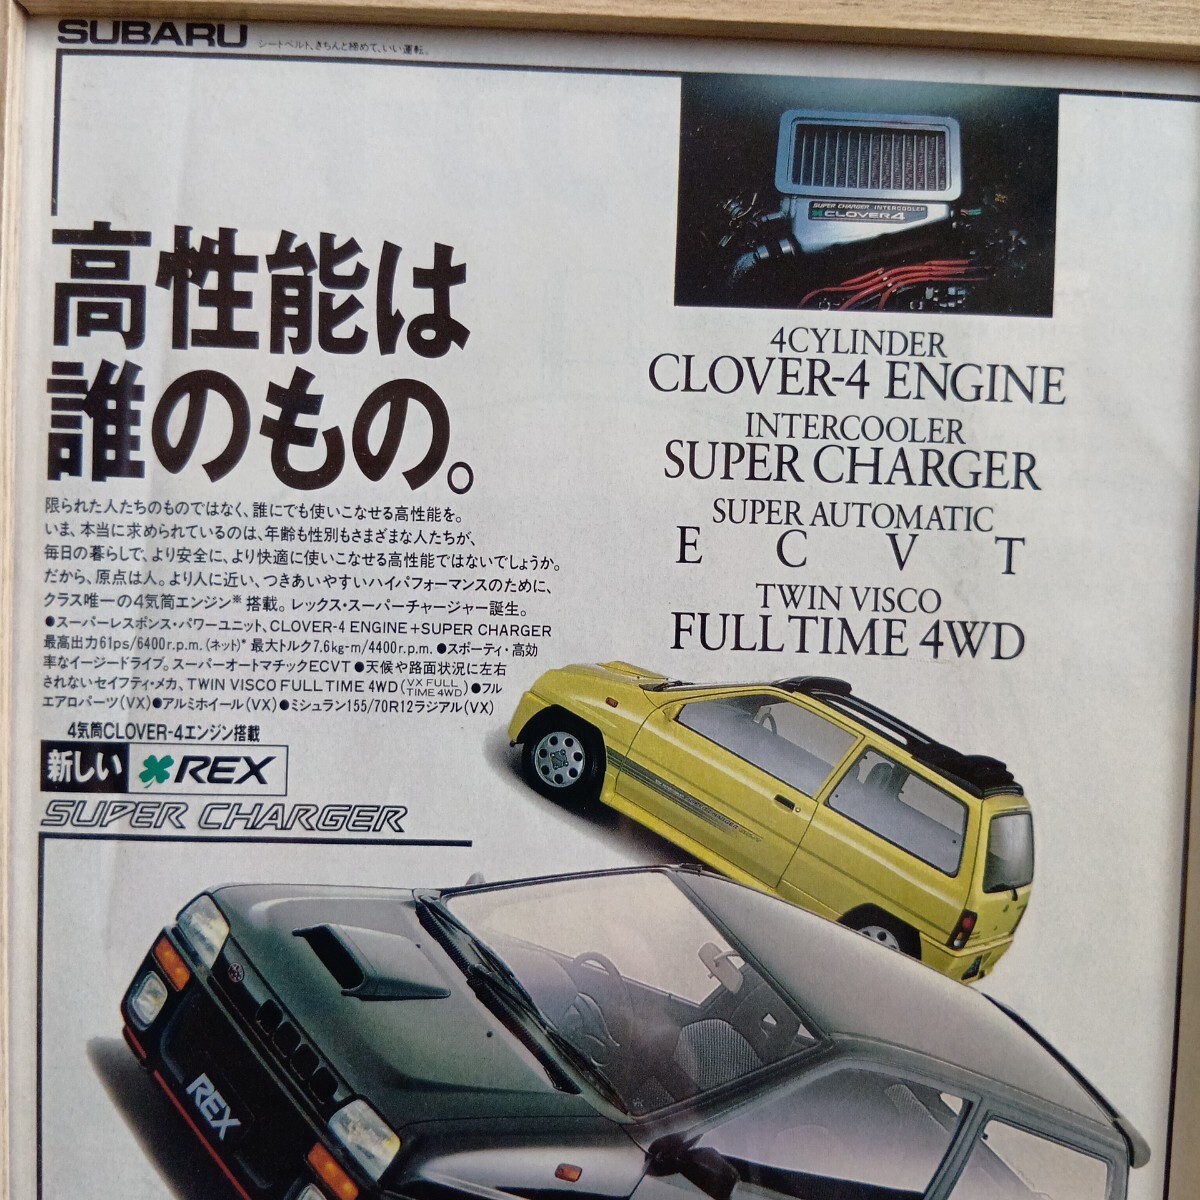 SUBARU
シートベルト、きちんと締めて、いい運転。
SUPER CHARGER INTERCOOLER
CLOVER4
高性能は
誰のもの。
4CYLINDER
CLOVER-4 ENGINE
INTERCOOLER
SUPER CHARGER
SUPER AUTOMATIC
E C V T
TWIN VISCO
FULL TIME 4WD
限られた人たちのものではなく、誰にでも使いこなせる高性能を。
いま、本当に求められているのは、年齢も性別もさまざまな人たちが、
毎日の暮らしで、より安全に、より快適に使いこなせる高性能ではないでしょうか。
だから、原点は人。より人に近い、つきあいやすいハイパフォーマンスのために、
クラス唯一の4気筒エンジン※搭載。レックス・スーパーチャージャー誕生。
●スーパーレスポンス・パワーユニット、CLOVER-4 ENGINE+SUPER CHARGER
最高出力61ps/6400r.p.m.(ネット)*最大トルク7.6kg-m/4400r.p.m.●スポーティ・高効
率なイージードライブ。スーパーオートマチックECVT●天候や路面状況に左右
されないセイフティ・メカ、TWIN VISCO FULL TIME 4WD(VX FULL TIME 4WD)●フル
エアロパーツ(VX)●アルミホイール(VX)●ミシュラン155/70R12ラジアル(VX)
4気筒CLOVER-4エンジン搭載
新しい REX
SUPER CHARGER
REX